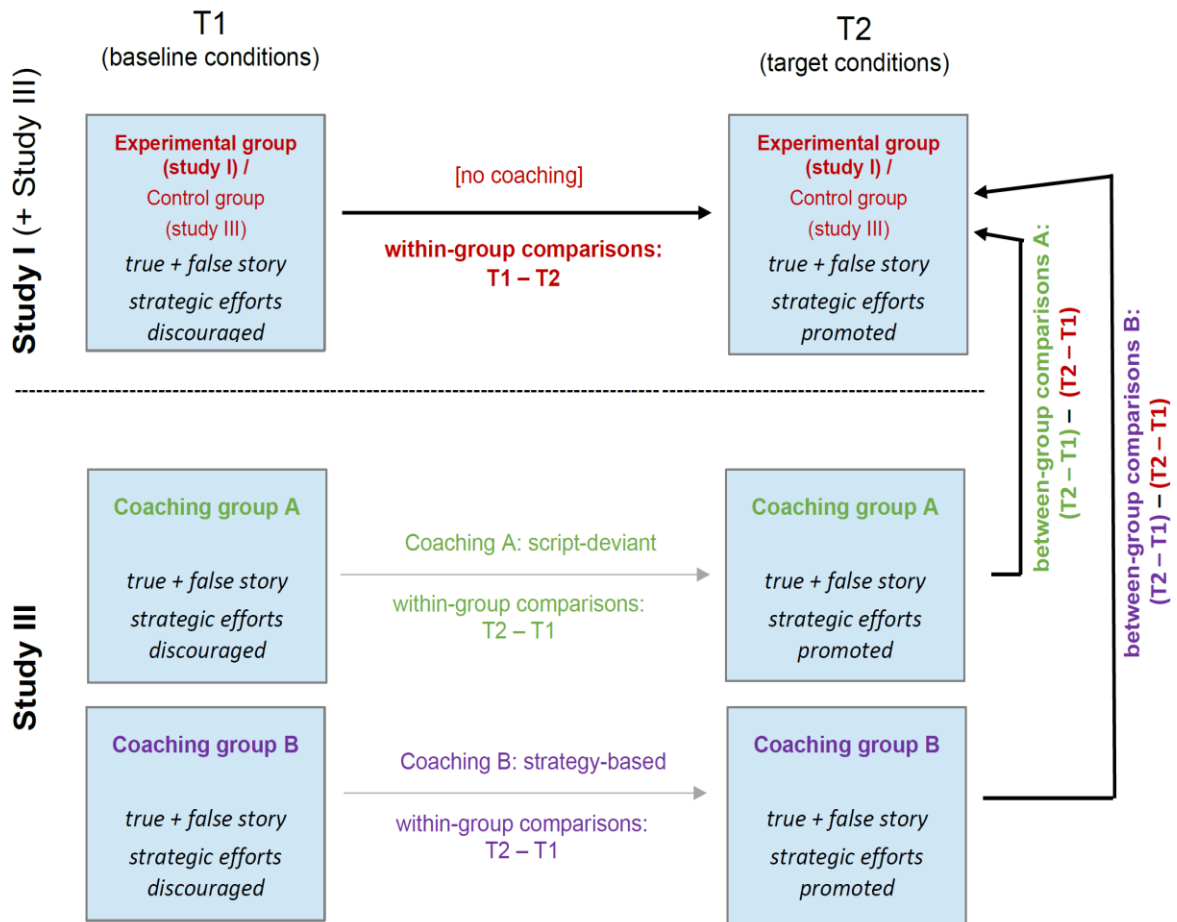 T1
(baseline conditions)
T2
(target conditions)
Study I (+ Study III)
Experimental group
(study I) /
Control group
(study III)
true + false story
strategic efforts
discouraged
[no coaching]
within-group comparisons:
T1 – T2
Experimental group
(study I) /
Control group
(study III)
true + false story
strategic efforts
promoted
between-group comparisons A:
(T2 – T1) – (T2 – T1)
between-group comparisons B:
(T2 – T1) – (T2 – T1)
Study III
Coaching group A
true + false story
strategic efforts
discouraged
Coaching A: script-deviant
within-group comparisons:
T2 – T1
Coaching group A
true + false story
strategic efforts
promoted
Coaching group B
true + false story
strategic efforts
discouraged
Coaching B: strategy-based
within-group comparisons:
T2 – T1
Coaching group B
true + false story
strategic efforts
promoted